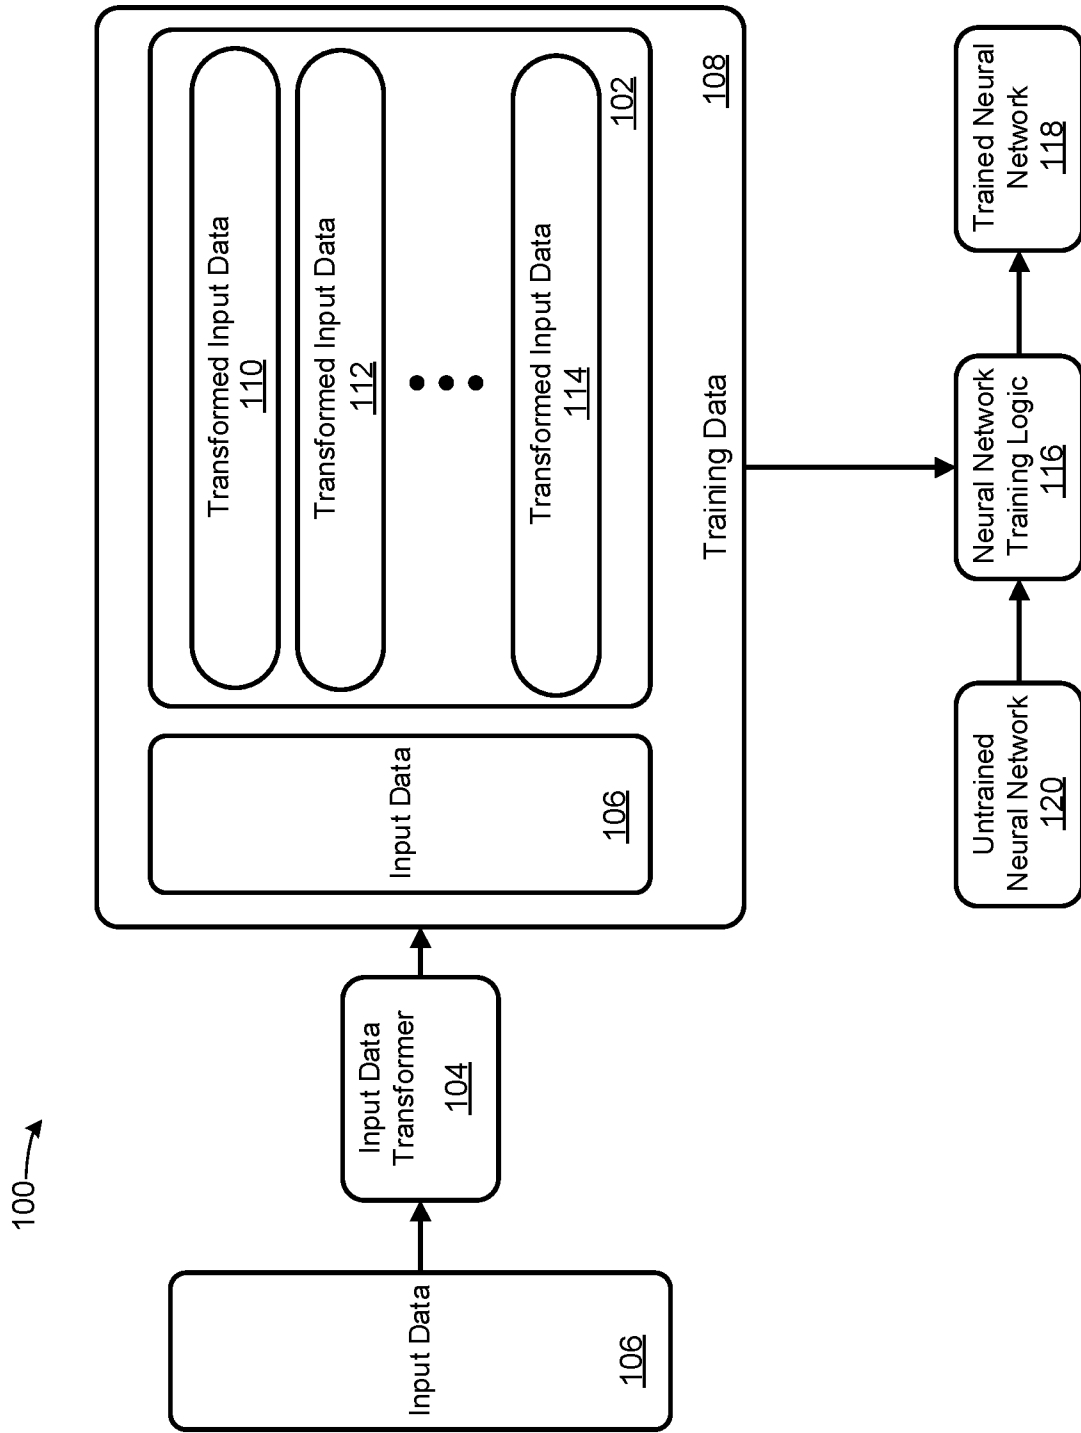 100
Input Data
106
Input Data
Transformer
104
Input Data
106
Transformed Input Data
110
Transformed Input Data
112
Transformed Input Data
114
102
Training Data
108
Untrained
Neural Network
120
Neural Network
Training Logic
116
Trained Neural
Network
118